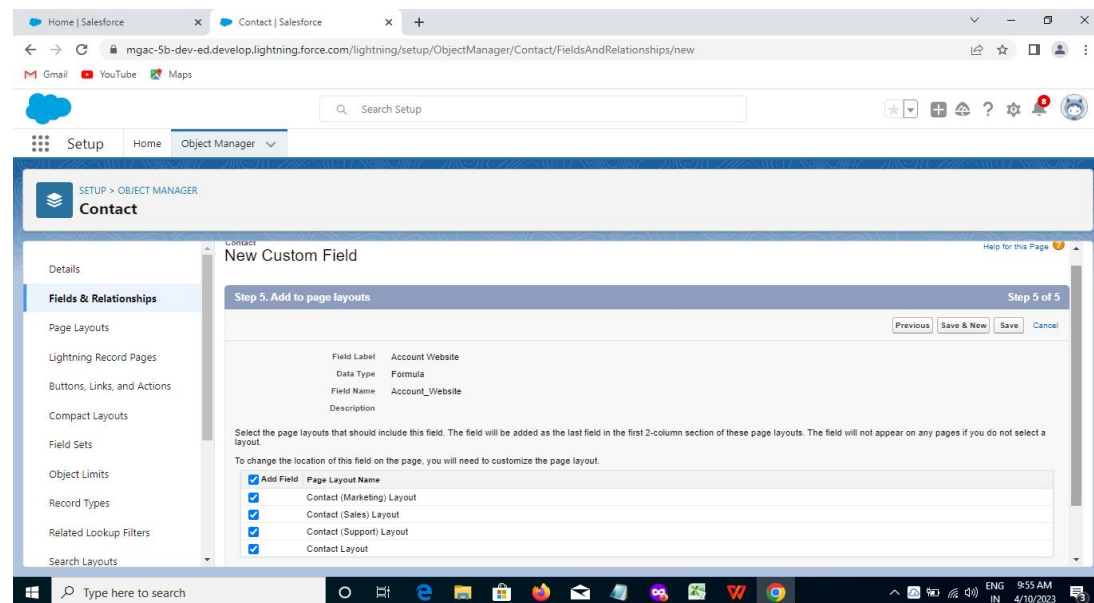 Home | Salesforce
Contact | Salesforce
mgac-5b-dev-ed.develop.lightning.force.com/lightning/setup/ObjectManager/Contact/FieldsAndRelationships/new
Gmail YouTube Maps
Search Setup
8
Setup Home Object Manager
SETUP > OBJECT MANAGER
Contact
Details
Fields & Relationships
Page Layouts
Lightning Record Pages
Buttons, Links, and Actions
Compact Layouts
Field Sets
Object Limits
Record Types
Related Lookup Filters
Search Layouts
Contact
New Custom Field
Help for this Page
Step 5. Add to page layouts Step 5 of 5
Previous Save & New Save Cancel
Field Label Account Website
Data Type Formula
Field Name Account_Website
Description
Select the page layouts that should include this field. The field will be added as the last field in the first 2-column section of these page layouts. The field will not appear on any pages if you do not select a
layout.
To change the location of this field on the page, you will need to customize the page layout.
Add Field Page Layout Name
Contact (Marketing) Layout
Contact (Sales) Layout
Contact (Support) Layout
Contact Layout
Type here to search
ENG 9:55 AM
IN 4/10/2023
3